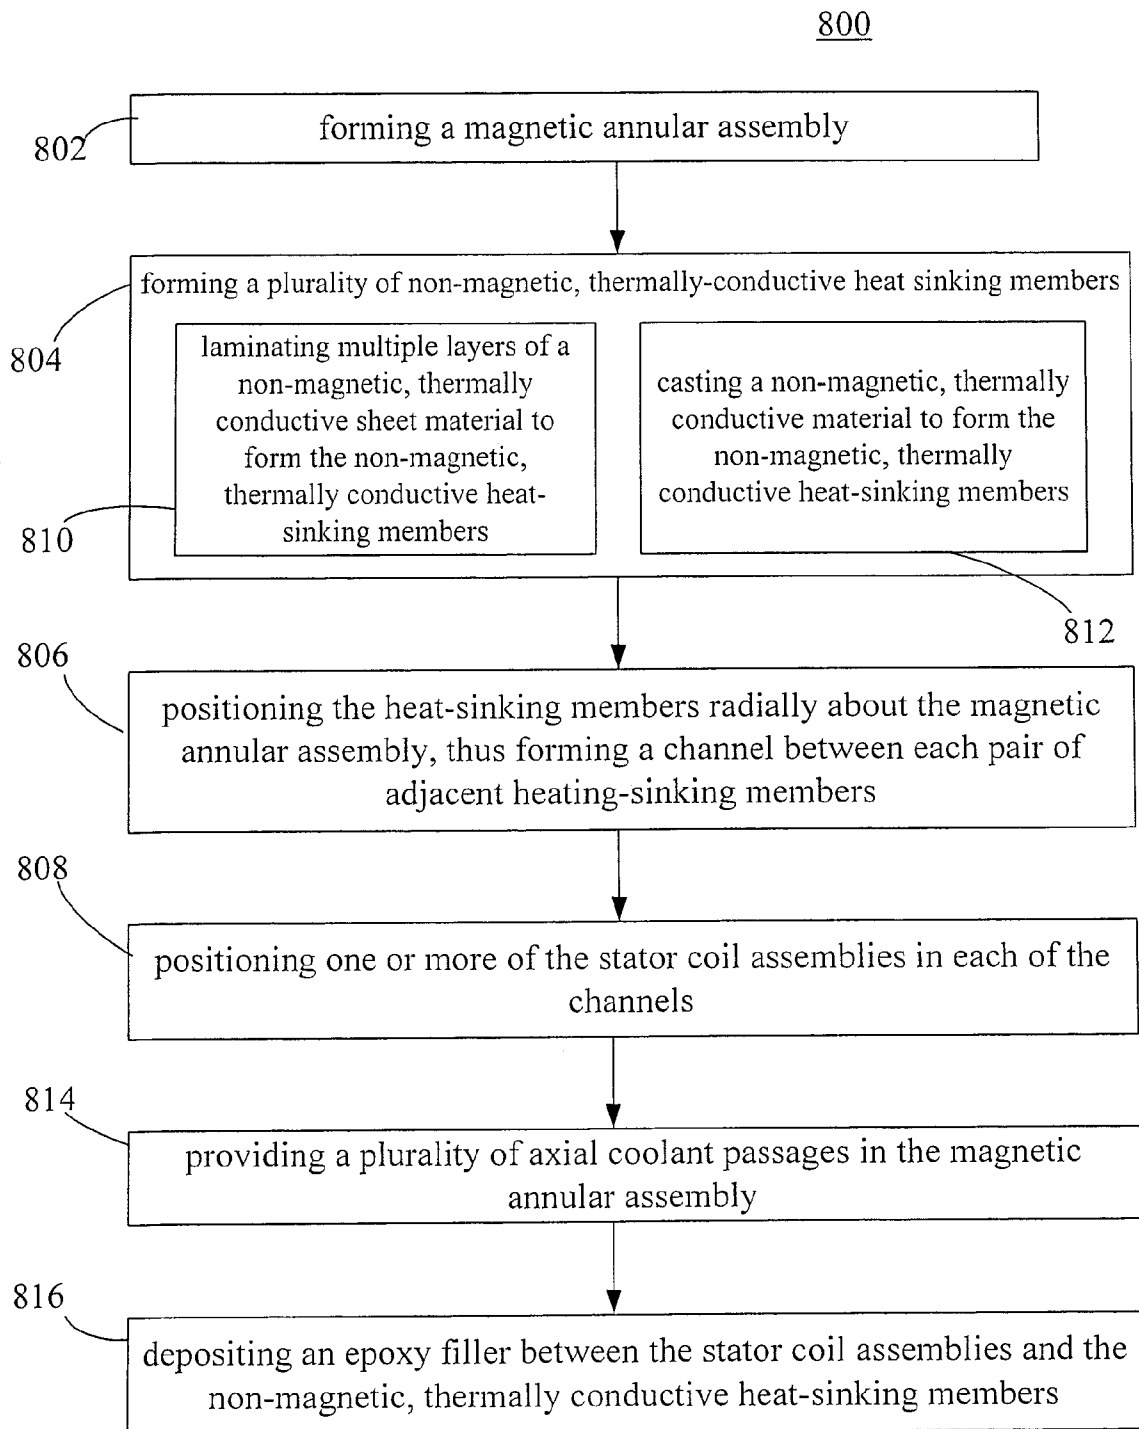 800
802
forming a magnetic annular assembly
804
forming a plurality of non-magnetic, thermally-conductive heat sinking members
810
laminating multiple layers of a
non-magnetic, thermally
conductive sheet material to
form the non-magnetic,
thermally conductive heat-
sinking members
casting a non-magnetic, thermally
conductive material to form the
non-magnetic, thermally
conductive heat-sinking members
812
806
positioning the heat-sinking members radially about the magnetic
annular assembly, thus forming a channel between each pair of
adjacent heating-sinking members
808
positioning one or more of the stator coil assemblies in each of the
channels
814
providing a plurality of axial coolant passages in the magnetic
annular assembly
816
depositing an epoxy filler between the stator coil assemblies and the
non-magnetic, thermally conductive heat-sinking members